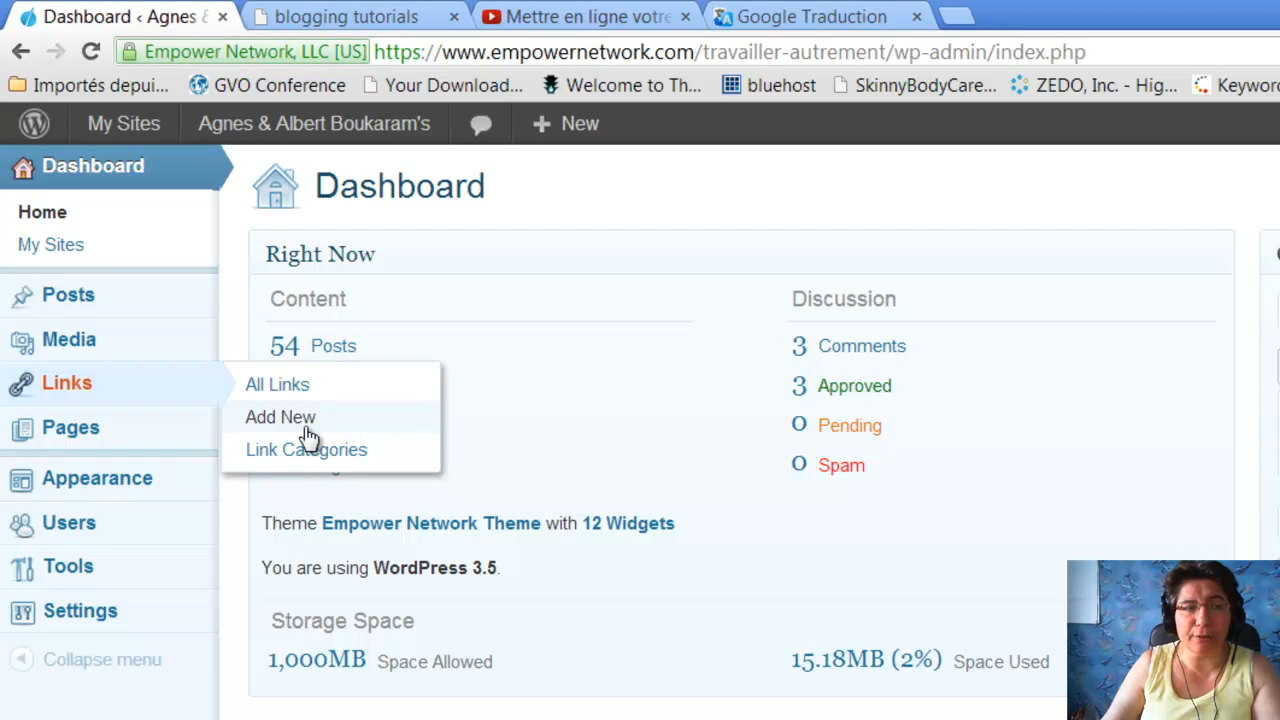 Dashboard ‹ Agnes &
blogging tutorials
Mettre en ligne votre
Google Traduction
Empower Network, LLC [US]
https://www.empowernetwork.com/travailler-autrement/wp-admin/index.php
Importés depui...
GVO Conference
Your Download...
Welcome to Th...
bluehost
SkinnyBodyCare...
ZEDO, Inc. - Hig...
Keyword
My Sites
Agnes & Albert Boukaram's
New
Dashboard
Home
My Sites
Posts
Media
Links
Pages
Appearance
Users
Tools
Settings
Collapse menu
All Links
Add New
Link Categories
Dashboard
Right Now
Content
54 Posts
Discussion
3 Comments
3 Approved
0 Pending
0 Spam
Theme Empower Network Theme with 12 Widgets
You are using WordPress 3.5.
Storage Space
1,000MB Space Allowed
15.18MB (2%) Space Used